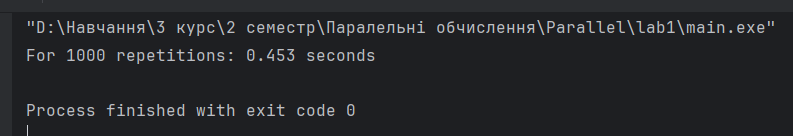 "D:\Навчання\3 курс\2 семестр\Паралельні обчислення\Parallel\lab1\main.exe"
For 1000 repetitions: 0.453 seconds
Process finished with exit code 0